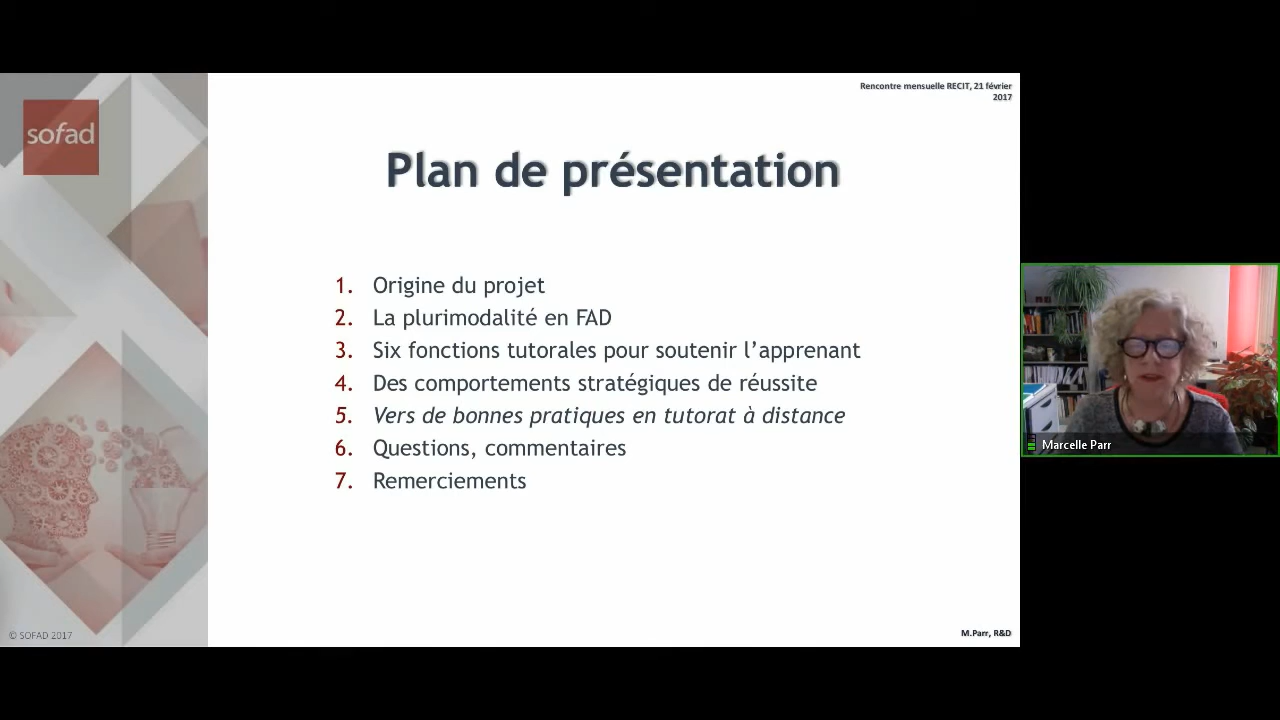 sofad
Rencontre mensuelle RECIT, 21 février
2017
Plan de présentation
1. Origine du projet
2. La plurimodalité en FAD
3. Six fonctions tutorales pour soutenir l’apprenant
4. Des comportements stratégiques de réussite
5. Vers de bonnes pratiques en tutorat à distance
6. Questions, commentaires
7. Remerciements
Marcelle Parr
© SOFAD 2017
M.Parr, R&D